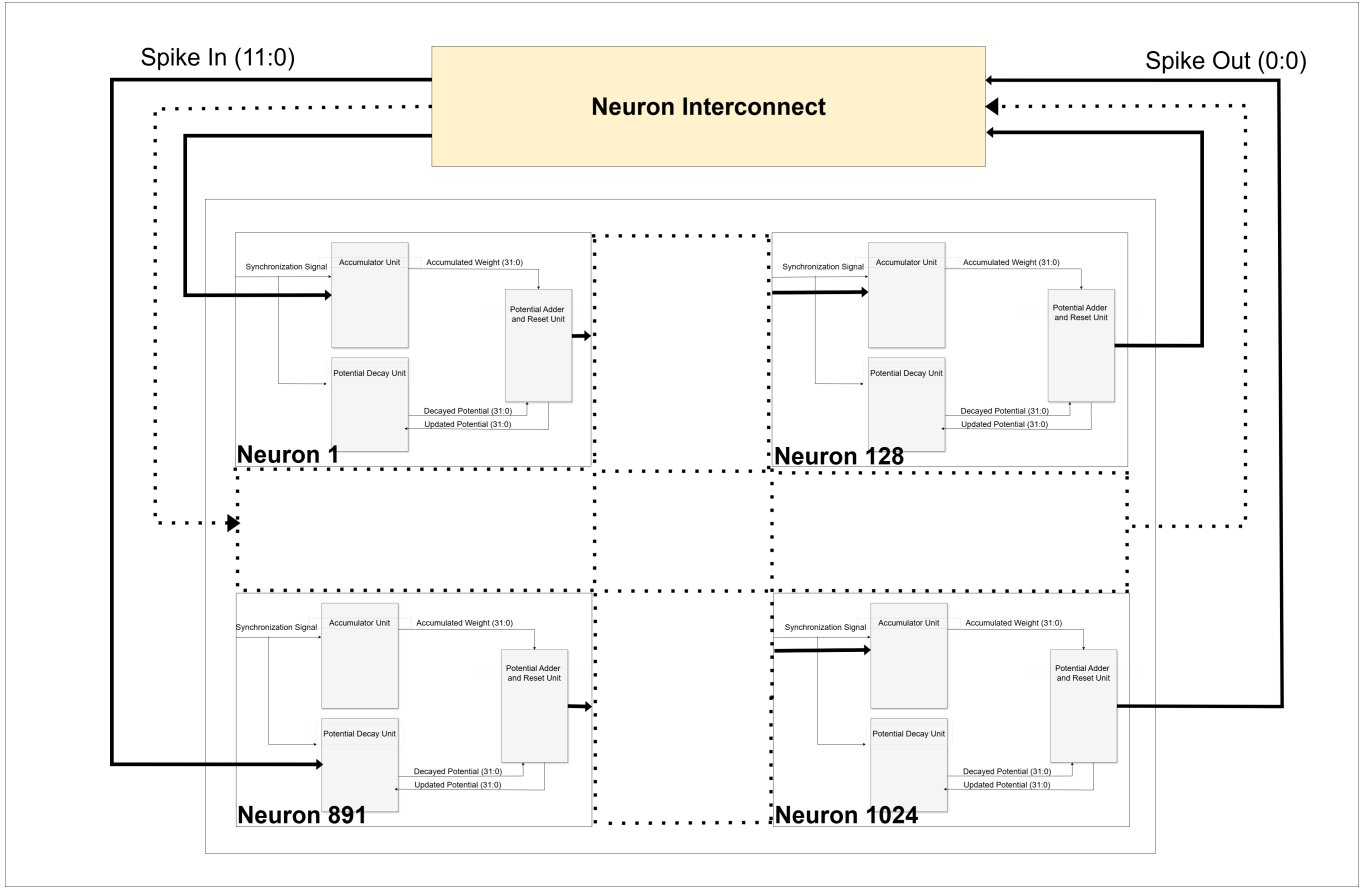 Spike In (11:0)
Neuron Interconnect
Spike Out (0:0)
Synchronization Signal
Accumulator Unit
Accumulated Weight (31:0)
Potential Adder
and Reset Unit
Potential Decay Unit
Decayed Potential (31:0)
Updated Potential (31:0)
Neuron 1
Synchronization Signal
Accumulator Unit
Accumulated Weight (31:0)
Potential Adder
and Reset Unit
Potential Decay Unit
Decayed Potential (31:0)
Updated Potential (31:0)
Neuron 128
Synchronization Signal
Accumulator Unit
Accumulated Weight (31:0)
Potential Adder
and Reset Unit
Potential Decay Unit
Decayed Potential (31:0)
Updated Potential (31:0)
Neuron 891
Synchronization Signal
Accumulator Unit
Accumulated Weight (31:0)
Potential Adder
and Reset Unit
Potential Decay Unit
Decayed Potential (31:0)
Updated Potential (31:0)
Neuron 1024